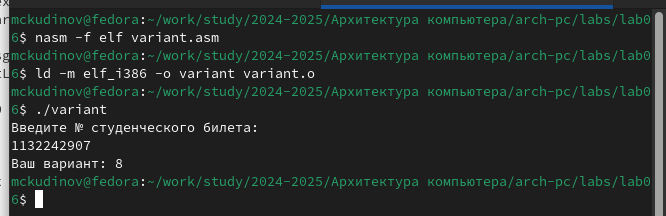 mckudinov@fedora:~/work/study/2024-2025/Архитектура компьютера/arch-pc/labs/lab0
6$ nasm -f elf variant.asm
mckudinov@fedora:~/work/study/2024-2025/Архитектура компьютера/arch-pc/labs/lab0
6$ ld -m elf_i386 -o variant variant.o
mckudinov@fedora:~/work/study/2024-2025/Архитектура компьютера/arch-pc/labs/lab0
6$ ./variant
Введите № студенческого билета:
1132242907
Ваш вариант: 8
mckudinov@fedora:~/work/study/2024-2025/Архитектура компьютера/arch-pc/labs/lab0
6$